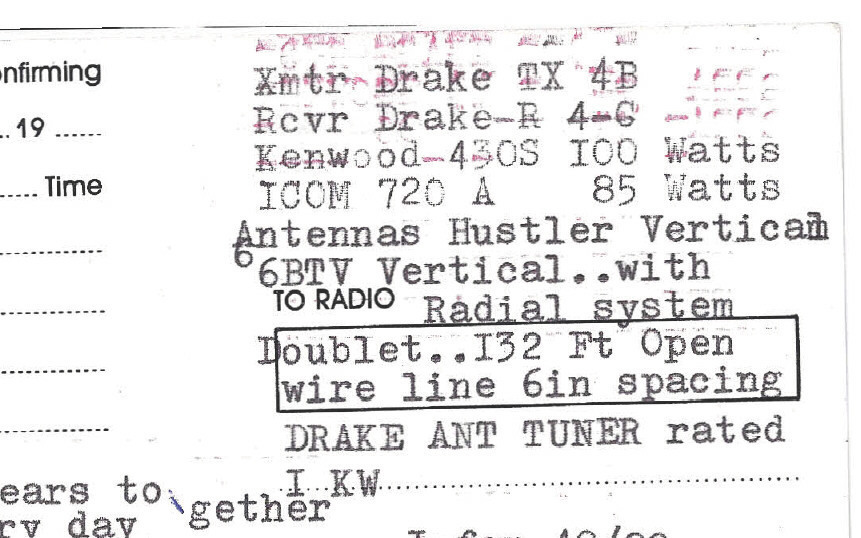 onfirming
.. 19 ......
..... Time
Xmtr Drake TX 4B
Rcvr Drake-R 4-C
Kenwood-430S I00 Watts
ICOM 720 A 85 Watts
Antennas Hustler Vertical
6BTV Vertical..with
TO RADIO Radial system
Doublet..I32 Ft Open
wire line 6in spacing
DRAKE ANT TUNER rated
I KW
ears to
gether
ry day